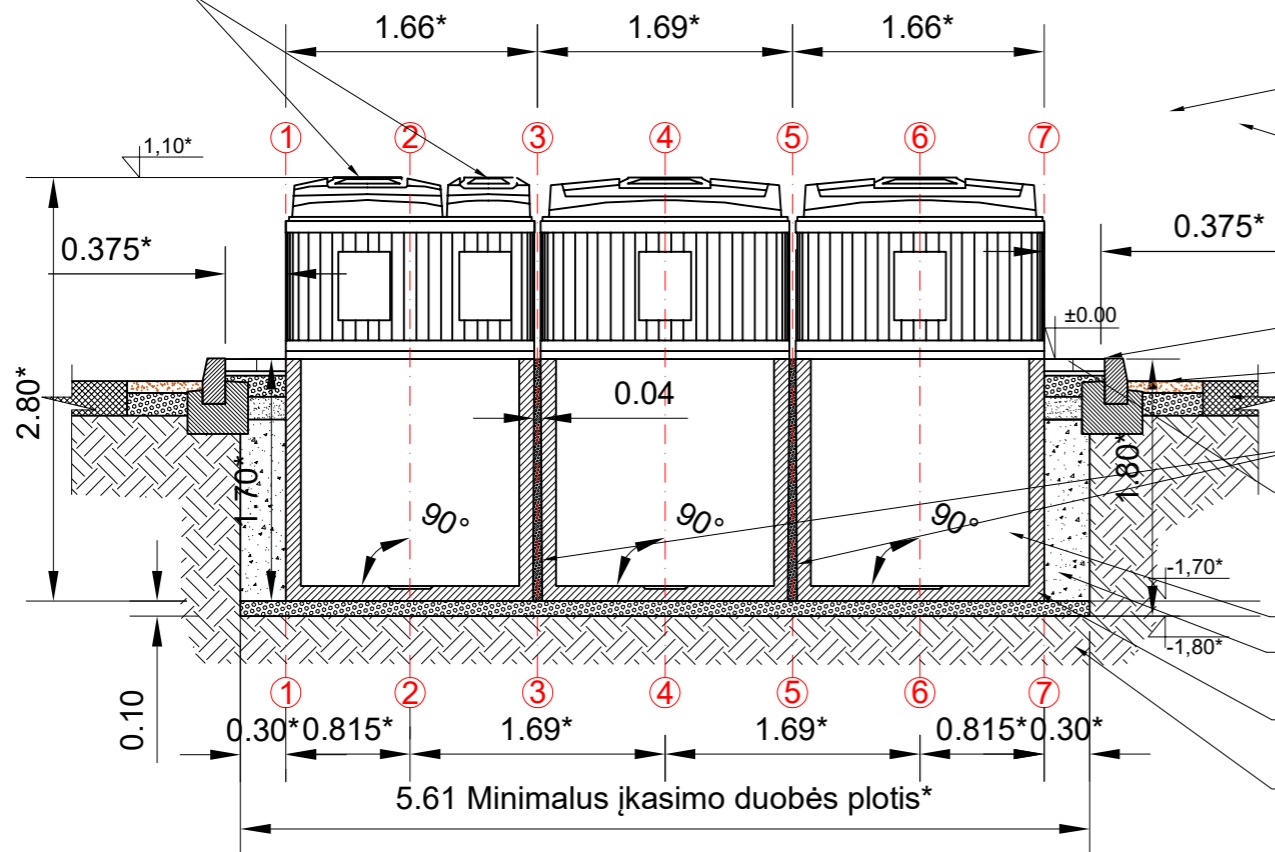 1.66* 1.69* 1.66*
1 2 3 4 5 6 7
1,10*
0.375* 0.375*
±0.00
2.80*
0.04
1.70* 1.80*
90° 90° 90°
-1,70*
-1,80*
0.10
1 2 3 4 5 6 7
0.30* 0.815* 1.69* 1.69* 0.815* 0.30*
5.61 Minimalus įkasimo duobės plotis*